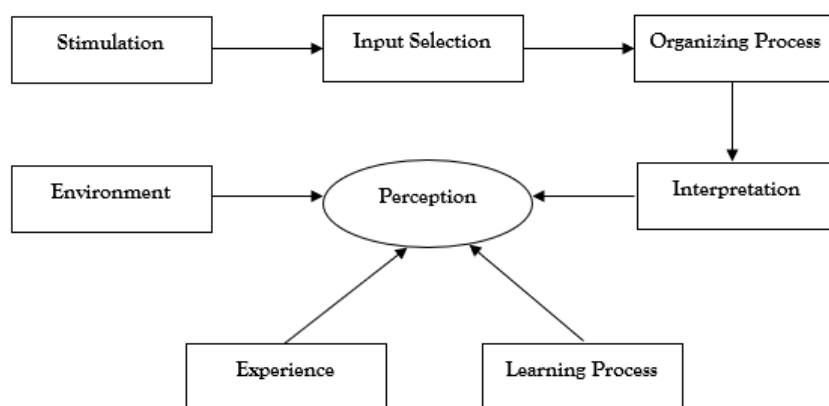 Stimulation
Input Selection
Organizing Process
Environment
Perception
Interpretation
Experience
Learning Process